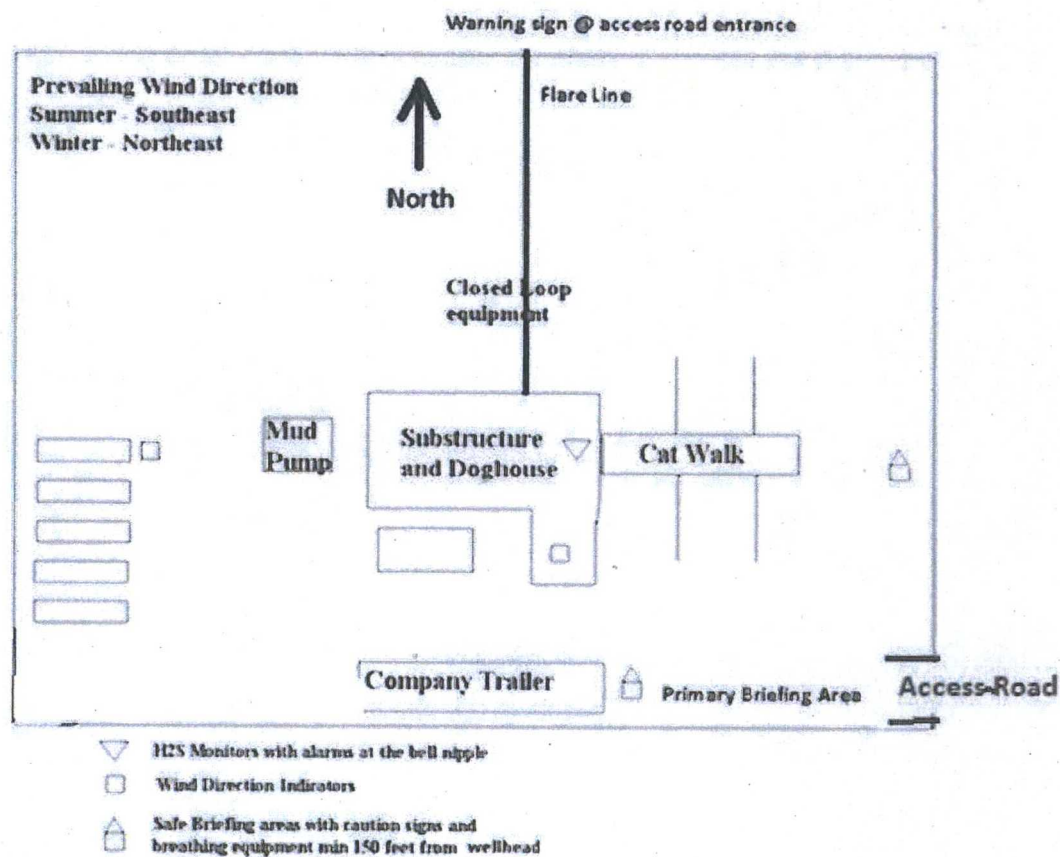 Warning sign @ access road entrance
Prevailing Wind Direction
Summer - Southeast
Winter - Northeast
North
Flare Line
Closed Loop
equipment
Mud
Pump
Substructure
and Doghouse
Cat Walk
Company Trailer
Primary Briefing Area
Access Road
H2S Monitors with alarms at the bell nipple
Wind Direction Indicators
Safe Briefing areas with caution signs and
breathing equipment min 150 feet from wellhead